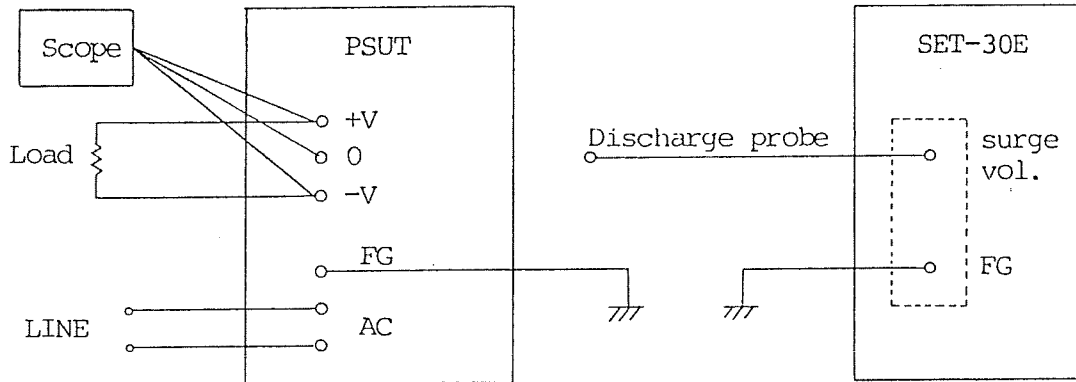 Scope
PSUT
SET-30E
+V
Load
0
-V
Discharge probe
surge
vol.
FG
FG
LINE
AC